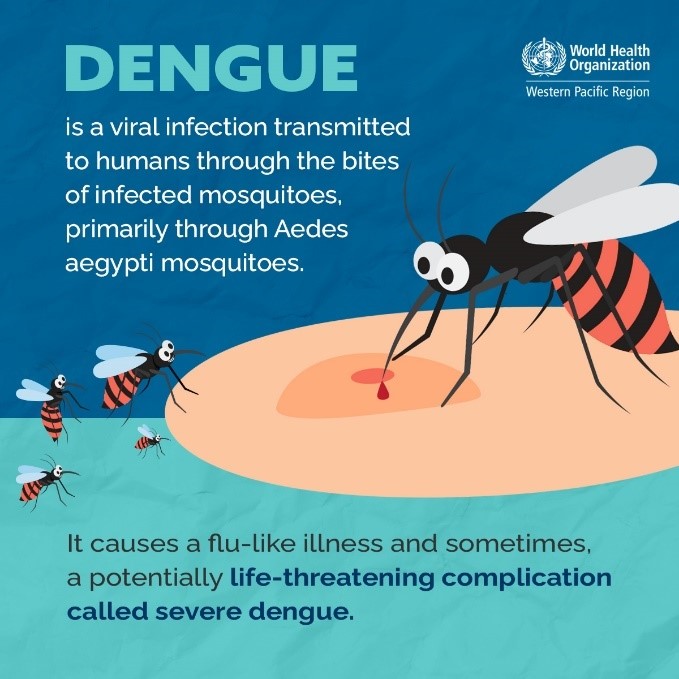 DENGUE
World Health
Organization
Western Pacific Region
is a viral infection transmitted
to humans through the bites
of infected mosquitoes,
primarily through Aedes
aegypti mosquitoes.
It causes a flu-like illness and sometimes,
a potentially life-threatening complication
called severe dengue.